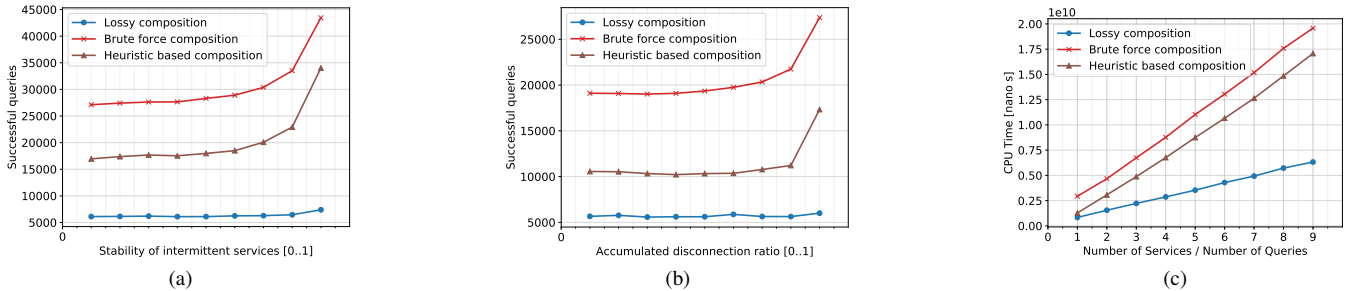 45000
40000
35000
30000
25000
20000
15000
10000
5000
0
Successful queries
Lossy composition
Brute force composition
Heuristic based composition
Stability of intermittent services [0..1]
(a)
25000
20000
15000
10000
5000
0
Successful queries
Lossy composition
Brute force composition
Heuristic based composition
Accumulated disconnection ratio [0..1]
(b)
1e10
2.00
1.75
1.50
1.25
1.00
0.75
0.50
0.25
0.00
CPU Time [nano s]
Lossy composition
Brute force composition
Heuristic based composition
0 1 2 3 4 5 6 7 8 9
Number of Services / Number of Queries
(c)